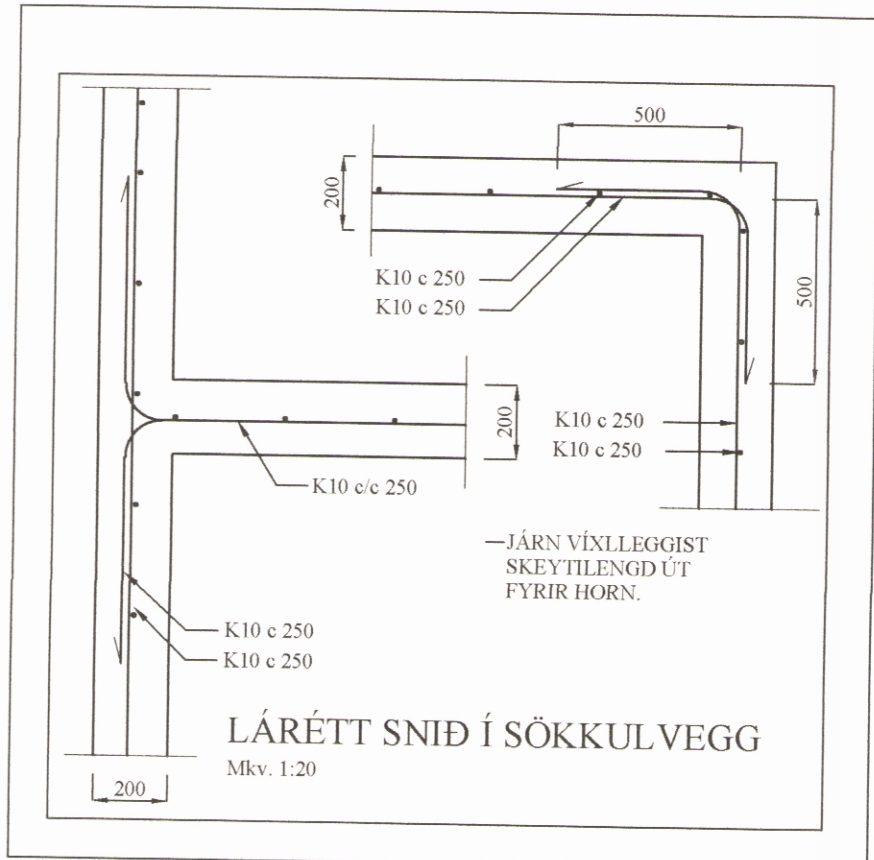 500
200
500
K10 c 250
K10 c 250
200
K10 c 250
K10 c 250
K10 c/c 250
—JÁRN VÍXLLEGGIST
SKEYTILENGD ÚT
FYRIR HORN.
K10 c 250
K10 c 250
LÁRÉTT SNIÐ Í SÖKKULVEGG
Mkv. 1:20
200